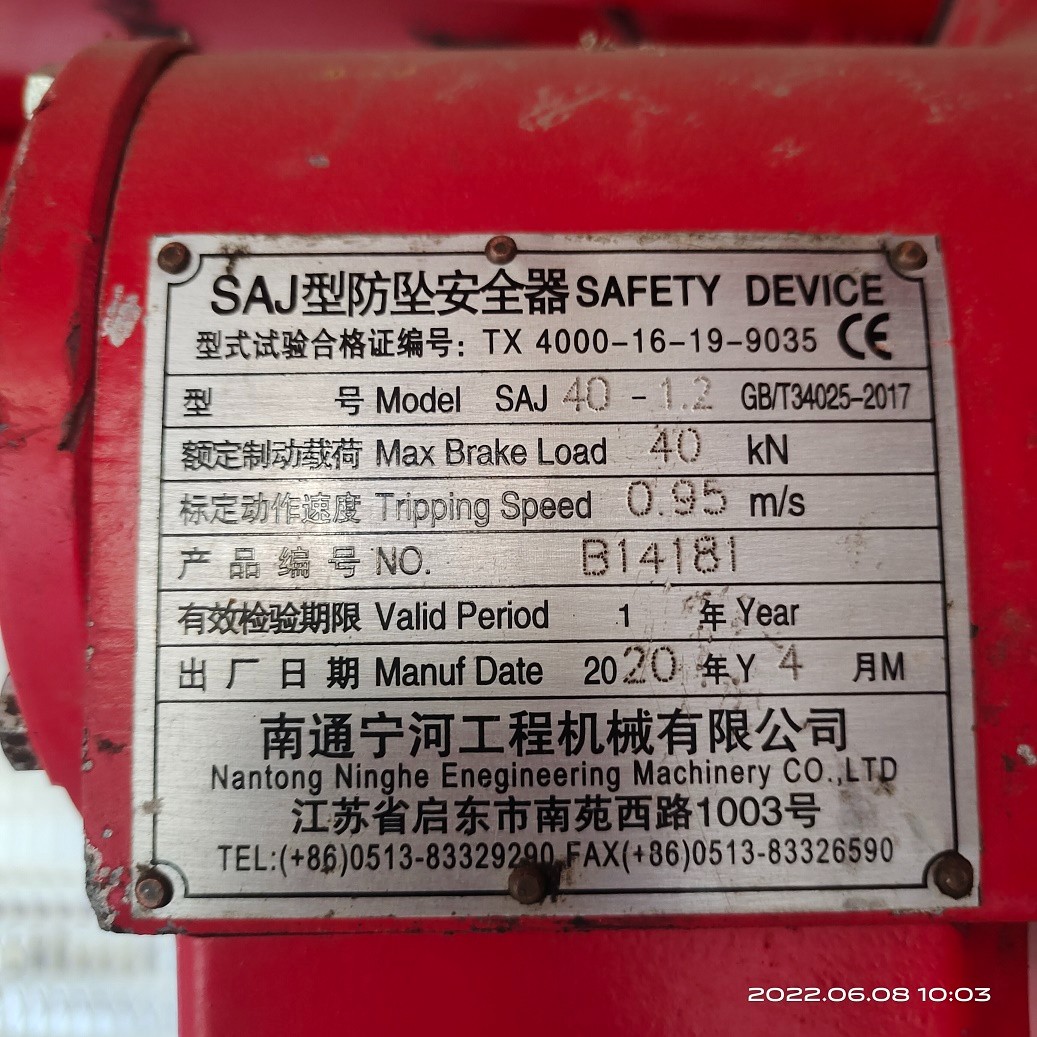 SAJ型防坠安全器 SAFETY DEVICE
型式试验合格证编号: TX 4000-16-19-9035 CE
型 号 Model SAJ 40 - 1.2 GB/T34025-2017
额定制动载荷 Max Brake Load 40 kN
标定动作速度 Tripping Speed 0.95 m/s
产品编号 NO. B14181
有效检验期限 Valid Period 1 年 Year
出厂日期 Manuf Date 2020 年Y 4 月M
南通宁河工程机械有限公司
Nantong Ninghe Enegineering Machinery CO.,LTD
江苏省启东市南苑西路1003号
TEL:(+86)0513-83329290 FAX(+86)0513-83326590
2022.06.08 10:03